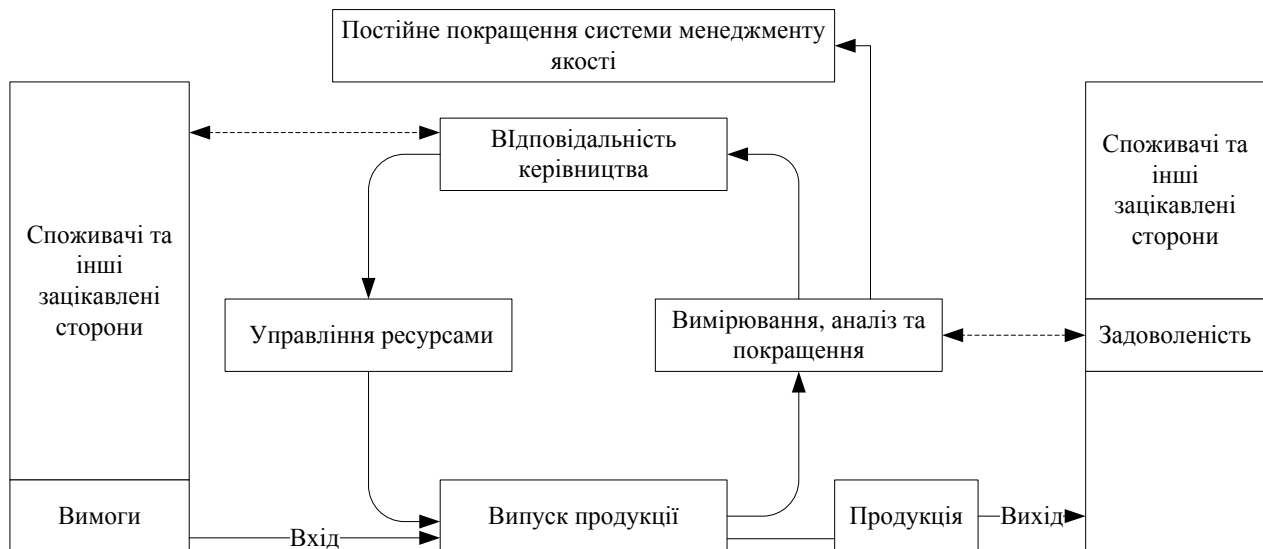 Постійне покращення системи менеджменту
якості
ВІдповідальність
керівництва
Споживачі та
інші
зацікавлені
сторони
Споживачі та
інші
зацікавлені
сторони
Управління ресурсами
Вимірювання, аналіз та
покращення
Задоволеність
Вимоги
Вхід
Випуск продукції
Продукція
Вихід